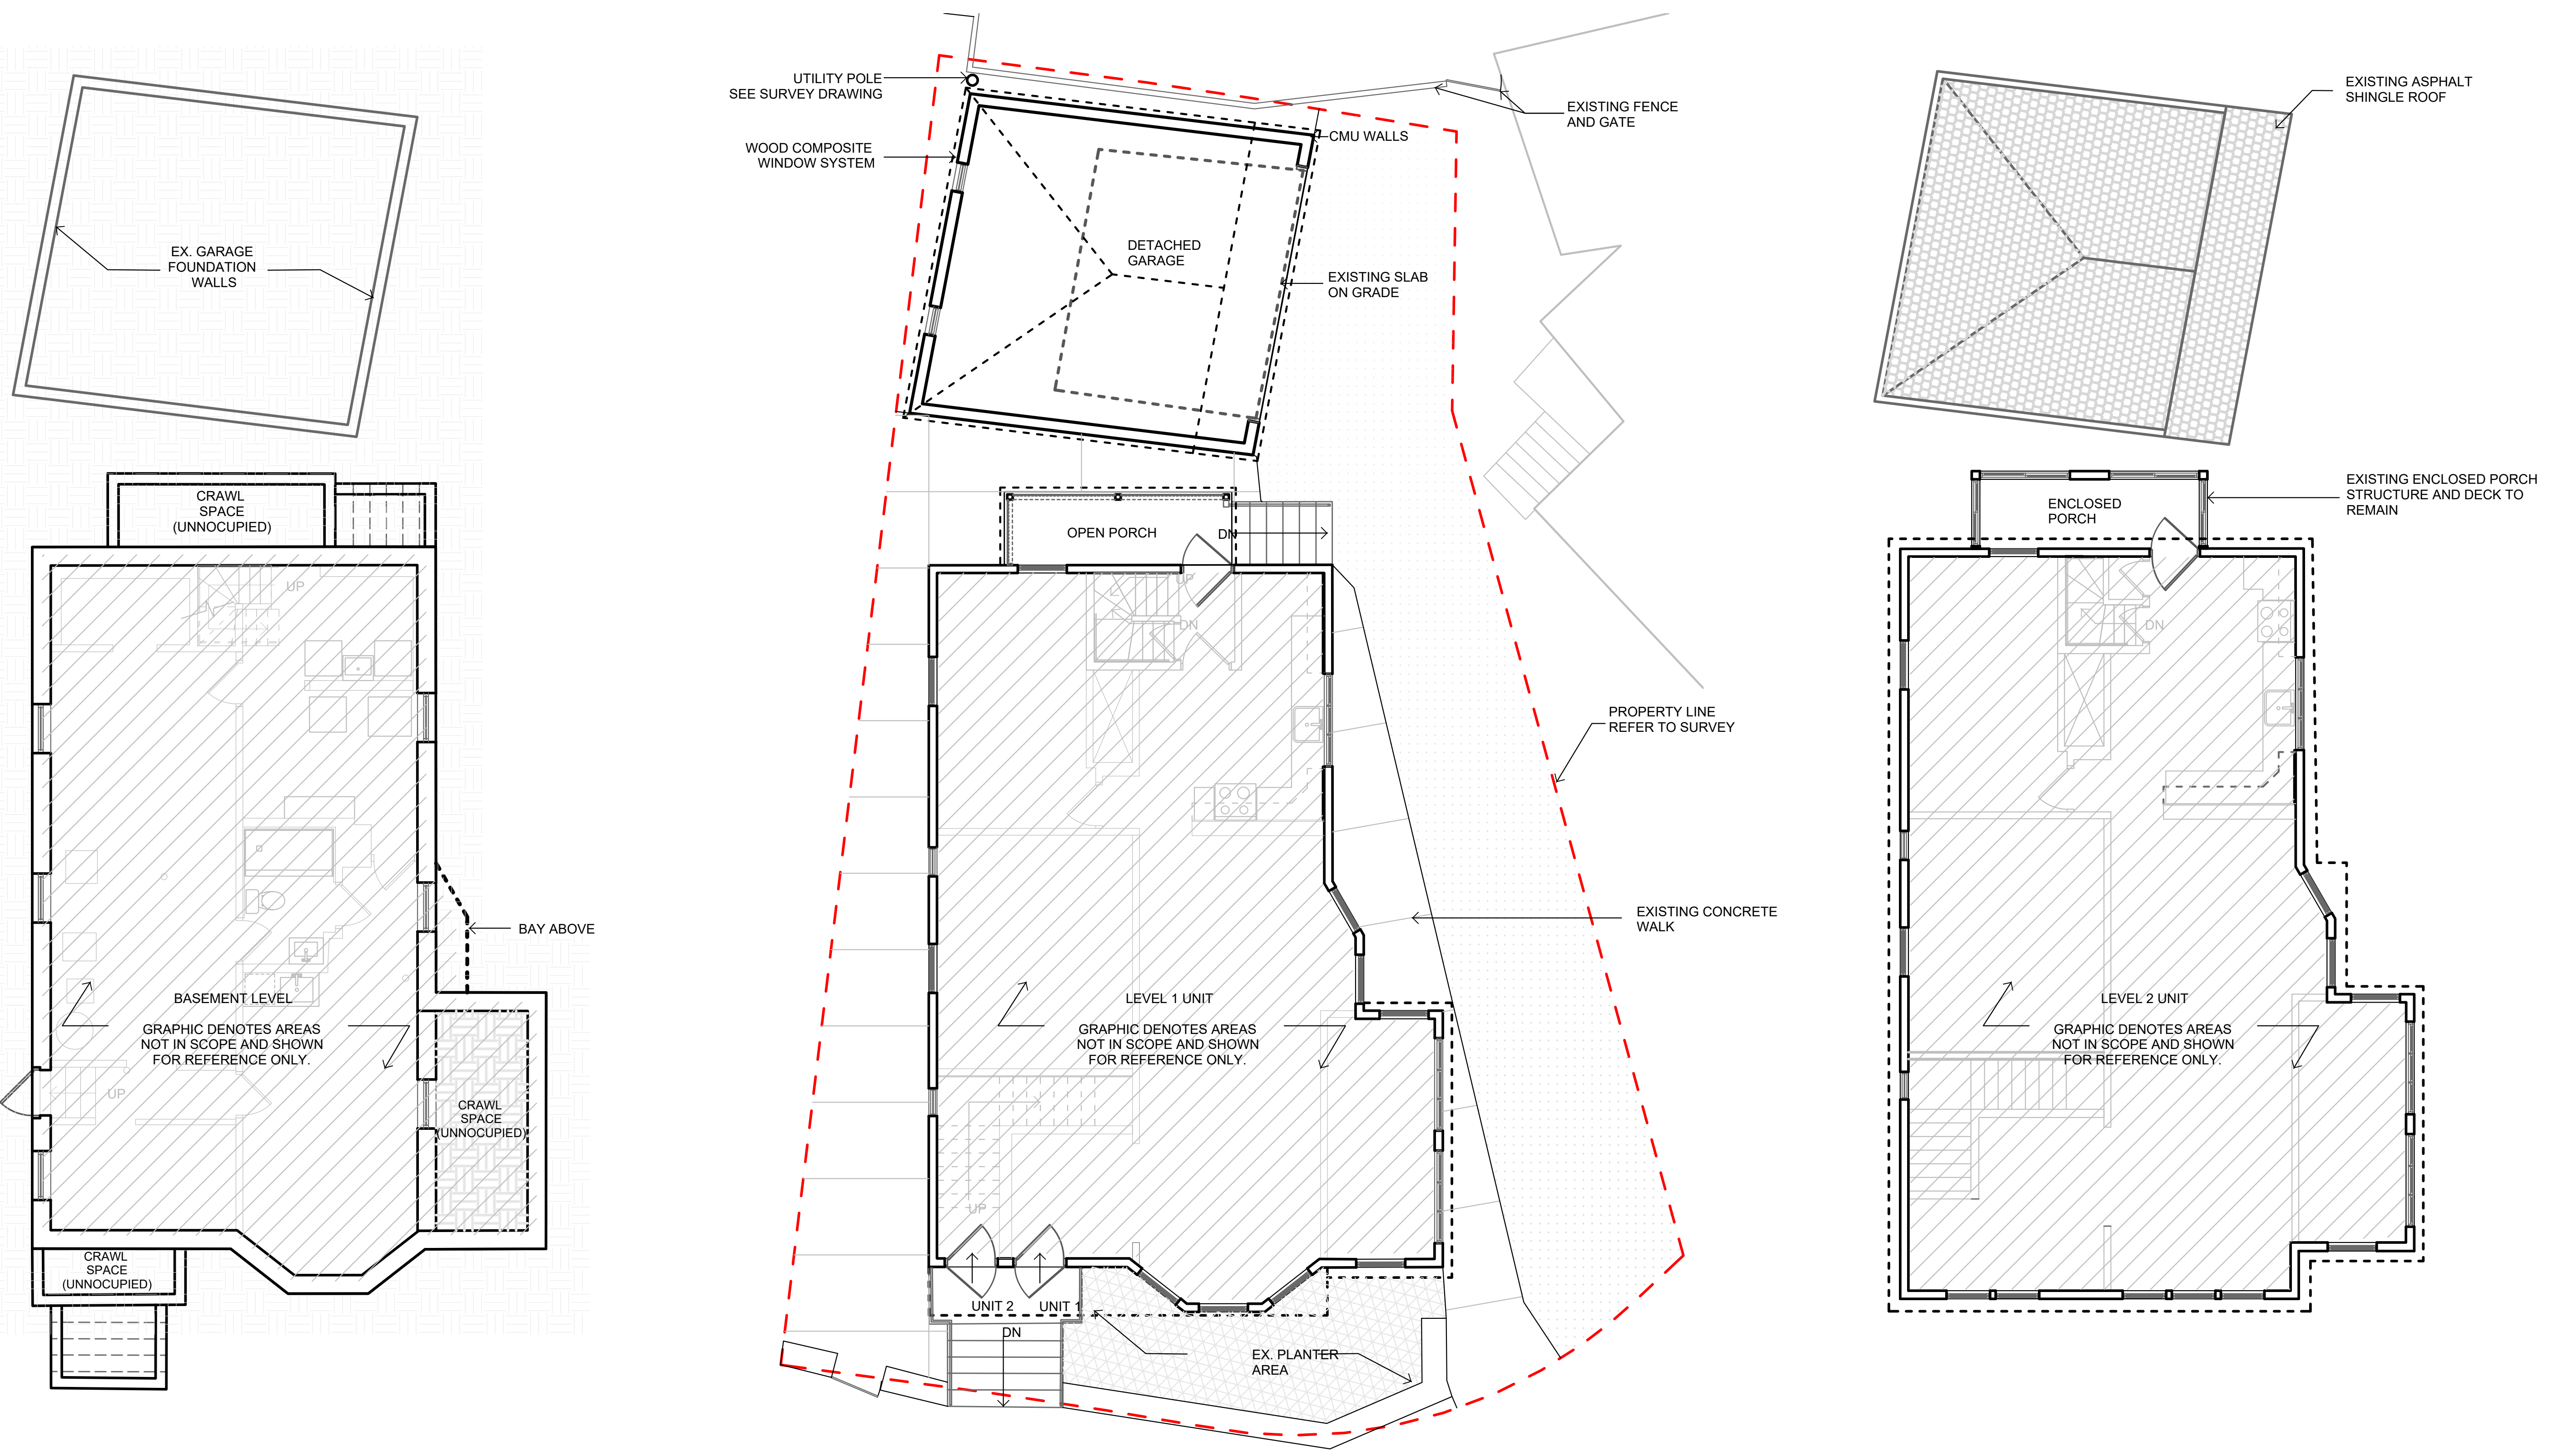 EX. GARAGE
FOUNDATION
WALLS
CRAWL
SPACE
(UNNOCUPIED)
UP
BAY ABOVE
BASEMENT LEVEL
GRAPHIC DENOTES AREAS
NOT IN SCOPE AND SHOWN
FOR REFERENCE ONLY.
UP
CRAWL
SPACE
(UNNOCUPIED)
CRAWL
SPACE
(UNNOCUPIED)
UTILITY POLE
SEE SURVEY DRAWING
WOOD COMPOSITE
WINDOW SYSTEM
EXISTING FENCE
AND GATE
CMU WALLS
DETACHED
GARAGE
EXISTING SLAB
ON GRADE
OPEN PORCH
DN
UP
DN
PROPERTY LINE
REFER TO SURVEY
EXISTING CONCRETE
WALK
LEVEL 1 UNIT
GRAPHIC DENOTES AREAS
NOT IN SCOPE AND SHOWN
FOR REFERENCE ONLY.
UP
UNIT 2
UNIT 1
DN
EX. PLANTER
AREA
EXISTING ASPHALT
SHINGLE ROOF
EXISTING ENCLOSED PORCH
STRUCTURE AND DECK TO
REMAIN
ENCLOSED
PORCH
DN
LEVEL 2 UNIT
GRAPHIC DENOTES AREAS
NOT IN SCOPE AND SHOWN
FOR REFERENCE ONLY.